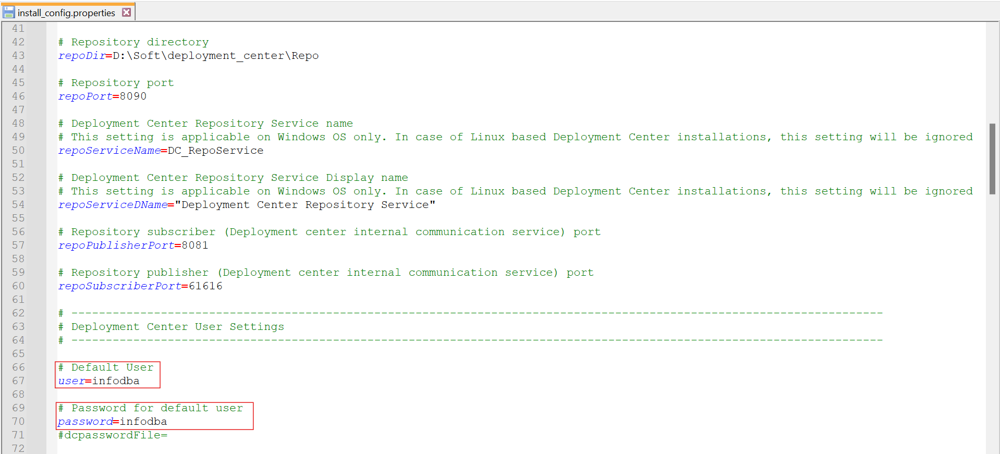 install_config.properties
41
42 # Repository directory
43 repoDir=D:\Soft\deployment_center\Repo
44
45 # Repository port
46 repoPort=8090
47
48 # Deployment Center Repository Service name
49 # This setting is applicable on Windows OS only. In case of Linux based Deployment Center installations, this setting will be ignored
50 repoServiceName=DC_RepoService
51
52 # Deployment Center Repository Service Display name
53 # This setting is applicable on Windows OS only. In case of Linux based Deployment Center installations, this setting will be ignored
54 repoServiceDName="Deployment Center Repository Service"
55
56 # Repository subscriber (Deployment center internal communication service) port
57 repoPublisherPort=8081
58
59 # Repository publisher (Deployment center internal communication service) port
60 repoSubscriberPort=61616
61
62 # ----------------------------------------------------------------------------------------------------------------------
63 # Deployment Center User Settings
64 # ----------------------------------------------------------------------------------------------------------------------
65
66 # Default User
67 user=infodba
68
69 # Password for default user
70 password=infodba
71 #dcpasswordFile=
72